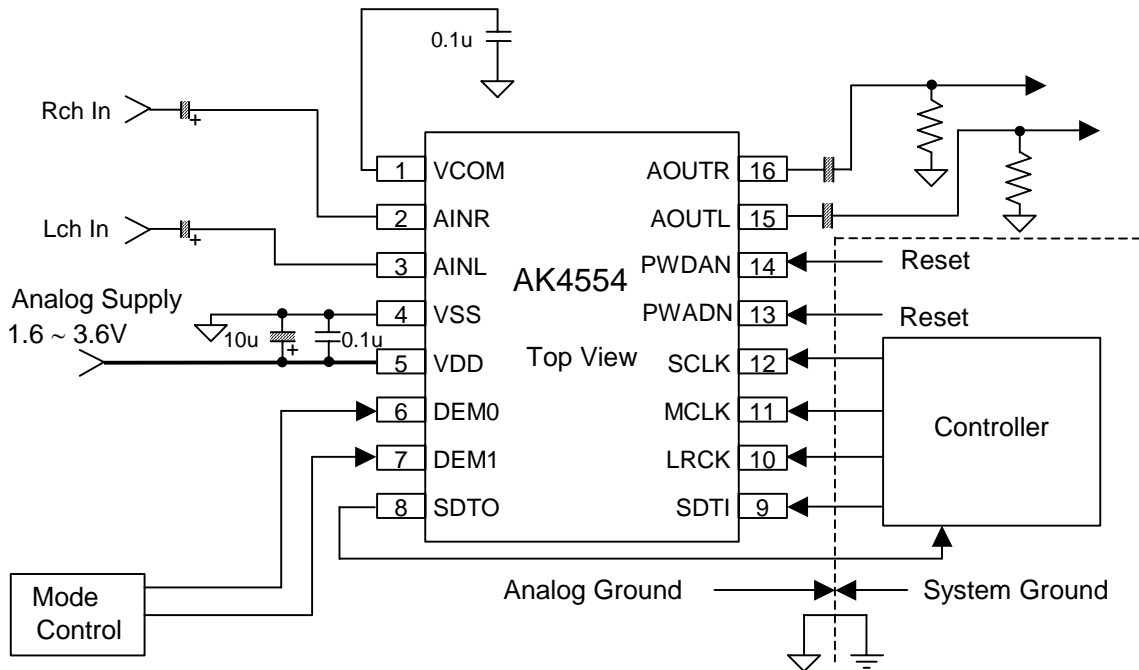 0.1u
Rch In
+
Lch In
+
Analog Supply
1.6 ~ 3.6V
10u
+
0.1u
1 VCOM
2 AINR
3 AINL
4 VSS
5 VDD
6 DEM0
7 DEM1
8 SDTO
AK4554
Top View
AOUTR 16
AOUTL 15
PWDAN 14
PWADN 13
SCLK 12
MCLK 11
LRCK 10
SDTI 9
Reset
Reset
Controller
Mode
Control
Analog Ground
System Ground